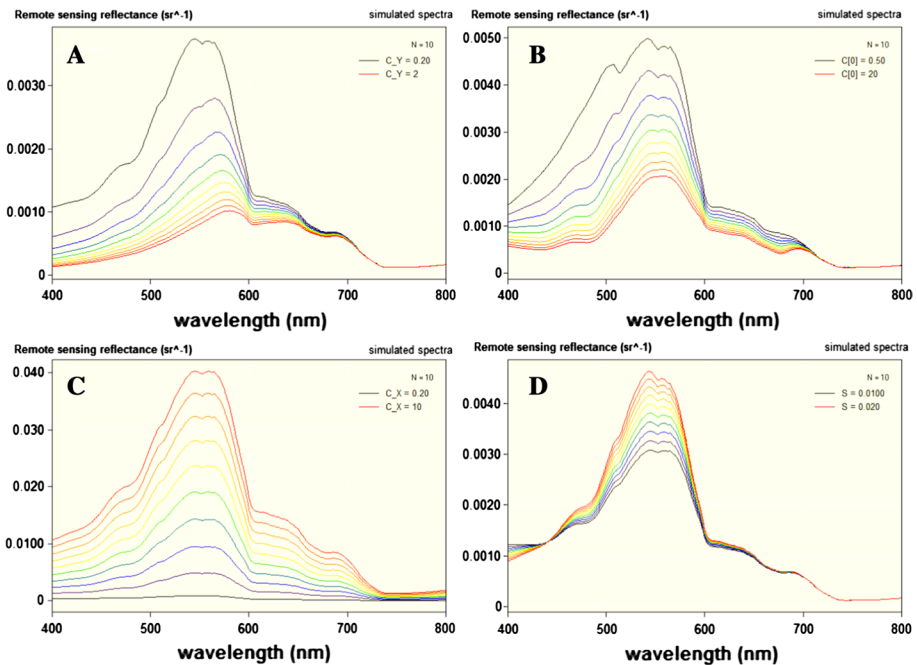 Remote sensing reflectance (sr^-1) simulated spectra
A
N = 10
C_Y = 0.20
C_Y = 2
0.0030
0.0020
0.0010
0
400 500 600 700 800
wavelength (nm)
Remote sensing reflectance (sr^-1) simulated spectra
B
N = 10
C[0] = 0.50
C[0] = 20
0.0050
0.0040
0.0030
0.0020
0.0010
0
400 500 600 700 800
wavelength (nm)
Remote sensing reflectance (sr^-1) simulated spectra
C
N = 10
C_X = 0.20
C_X = 10
0.040
0.030
0.020
0.0100
0
400 500 600 700 800
wavelength (nm)
Remote sensing reflectance (sr^-1) simulated spectra
D
N = 10
S = 0.0100
S = 0.020
0.0040
0.0030
0.0020
0.0010
0
400 500 600 700 800
wavelength (nm)